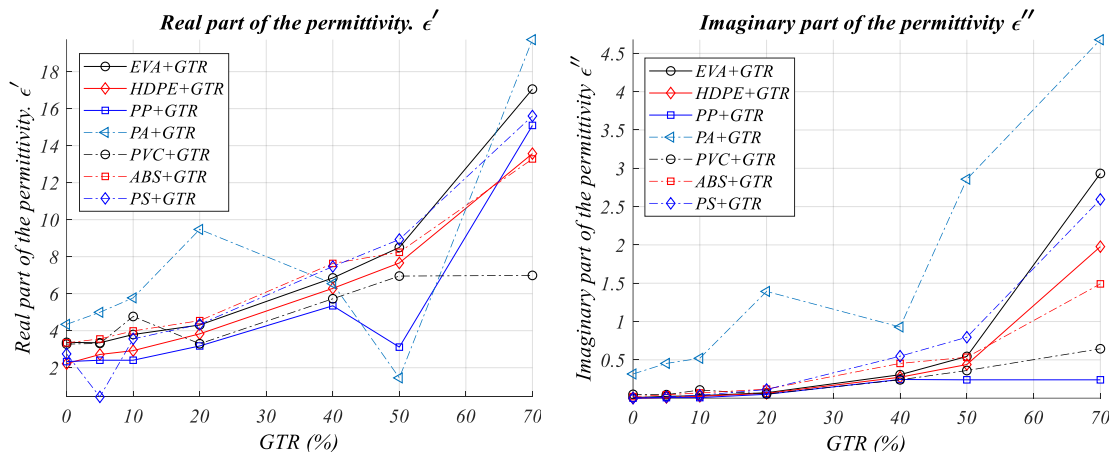 Real part of the permittivity. ϵ′
Real part of the permittivity. ϵ′
18
16
14
12
10
8
6
4
2
EVA+GTR
HDPE+GTR
PP+GTR
PA+GTR
PVC+GTR
ABS+GTR
PS+GTR
0 10 20 30 40 50 60 70
GTR (%)
Imaginary part of the permittivity ϵ″
Imaginary part of the permittivity ϵ″
4.5
4
3.5
3
2.5
2
1.5
1
0.5
EVA+GTR
HDPE+GTR
PP+GTR
PA+GTR
PVC+GTR
ABS+GTR
PS+GTR
0 10 20 30 40 50 60 70
GTR (%)